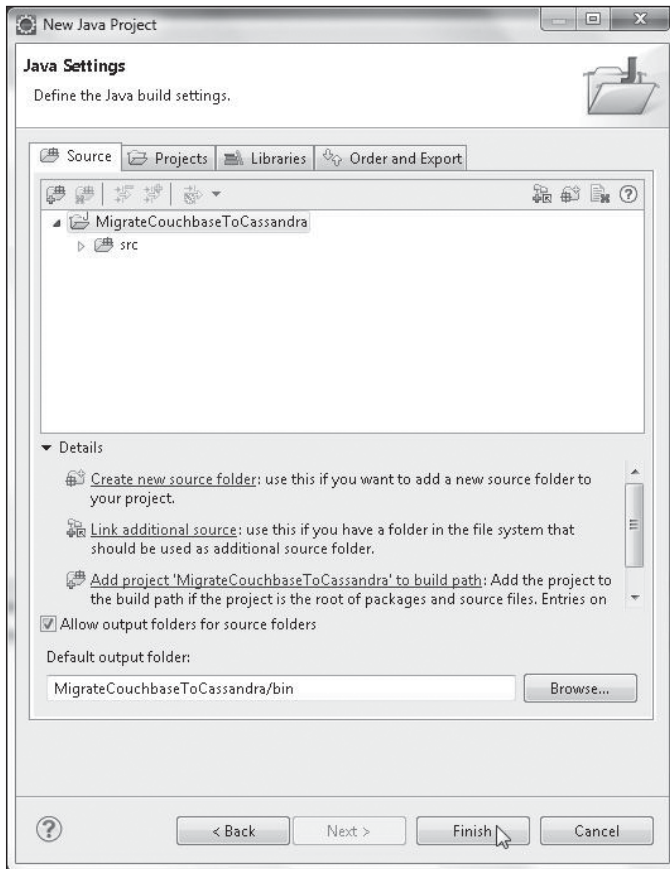 New Java Project
Java Settings
Define the Java build settings.
Source
Projects
Libraries
Order and Export
MigrateCouchbaseToCassandra
src
Details
Create new source folder: use this if you want to add a new source folder to
your project.
Link additional source: use this if you have a folder in the file system that
should be used as additional source folder.
Add project 'MigrateCouchbaseToCassandra' to build path: Add the project to
the build path if the project is the root of packages and source files. Entries on
Allow output folders for source folders
Default output folder:
MigrateCouchbaseToCassandra/bin
Browse...
< Back
Next >
Finish
Cancel